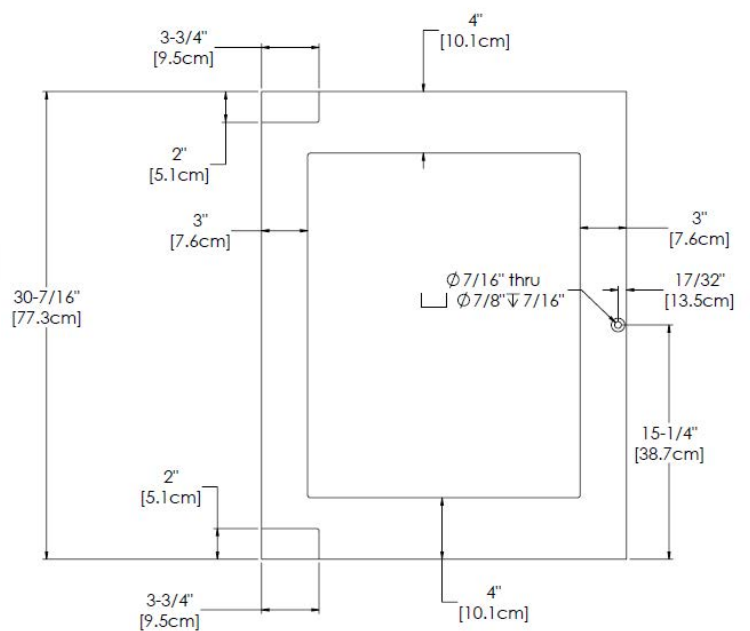 4"
[10.1cm]
3-3/4"
[9.5cm]
2"
[5.1cm]
3"
[7.6cm]
3"
[7.6cm]
⌀7/16" thru
⌴ ⌀7/8"↧7/16"
17/32"
[13.5cm]
30-7/16"
[77.3cm]
15-1/4"
[38.7cm]
2"
[5.1cm]
3-3/4"
[9.5cm]
4"
[10.1cm]